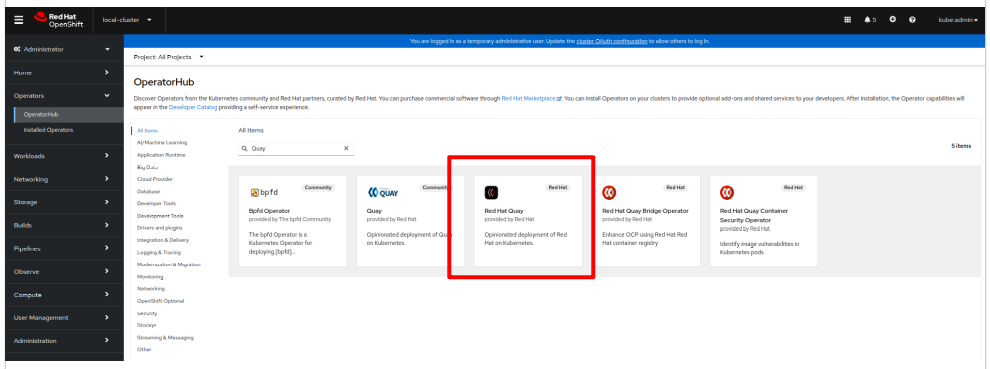 Red Hat
OpenShift
local-cluster
5
kube:admin
You are logged in as a temporary administrative user. Update the cluster OAuth configuration to allow others to log in.
Administrator
Home
Operators
OperatorHub
Installed Operators
Workloads
Networking
Storage
Builds
Pipelines
Observe
Compute
User Management
Administration
Project: All Projects
OperatorHub
Discover Operators from the Kubernetes community and Red Hat partners, curated by Red Hat. You can purchase commercial software through Red Hat Marketplace. You can install Operators on your clusters to provide optional add-ons and shared services to your developers. After installation, the Operator capabilities will
appear in the Developer Catalog providing a self-service experience.
All Items
AI/Machine Learning
Application Runtime
Big Data
Cloud Provider
Database
Developer Tools
Development Tools
Drivers and plugins
Integration & Delivery
Logging & Tracing
Modernization & Migration
Monitoring
Networking
OpenShift Optional
Security
Storage
Streaming & Messaging
Other
All Items
Quay
5 items
bpfd
Community
Bpfd Operator
provided by The bpfd Community
The bpfd Operator is a
Kubernetes Operator for
deploying [bpfd]...
QUAY
Community
Quay
provided by Red Hat
Opinionated deployment of Quay
on Kubernetes.
Red Hat
Red Hat Quay
provided by Red Hat
Opinionated deployment of Red
Hat on Kubernetes.
Red Hat
Red Hat Quay Bridge Operator
provided by Red Hat
Enhance OCP using Red Hat Red
Hat container registry
Red Hat
Red Hat Quay Container
Security Operator
provided by Red Hat
Identify image vulnerabilities in
Kubernetes pods